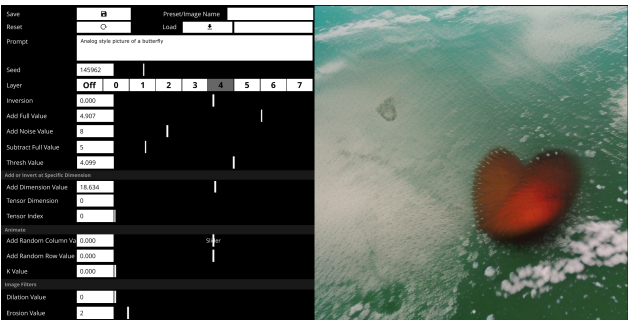 Save Preset/Image Name
Reset Load
Prompt Analog style picture of a butterfly
Seed 145962
Layer Off 0 1 2 3 4 5 6 7
Inversion 0.000
Add Full Value 4.907
Add Noise Value 8
Subtract Full Value 5
Thresh Value 4.099
Add or Invert at Specific Dimension
Add Dimension Value 18.634
Tensor Dimension 0
Tensor Index 0
Animate
Add Random Column Va 0.000 Slider
Add Random Row Value 0.000
K Value 0.000
Image Filters
Dilation Value 0
Erosion Value 2